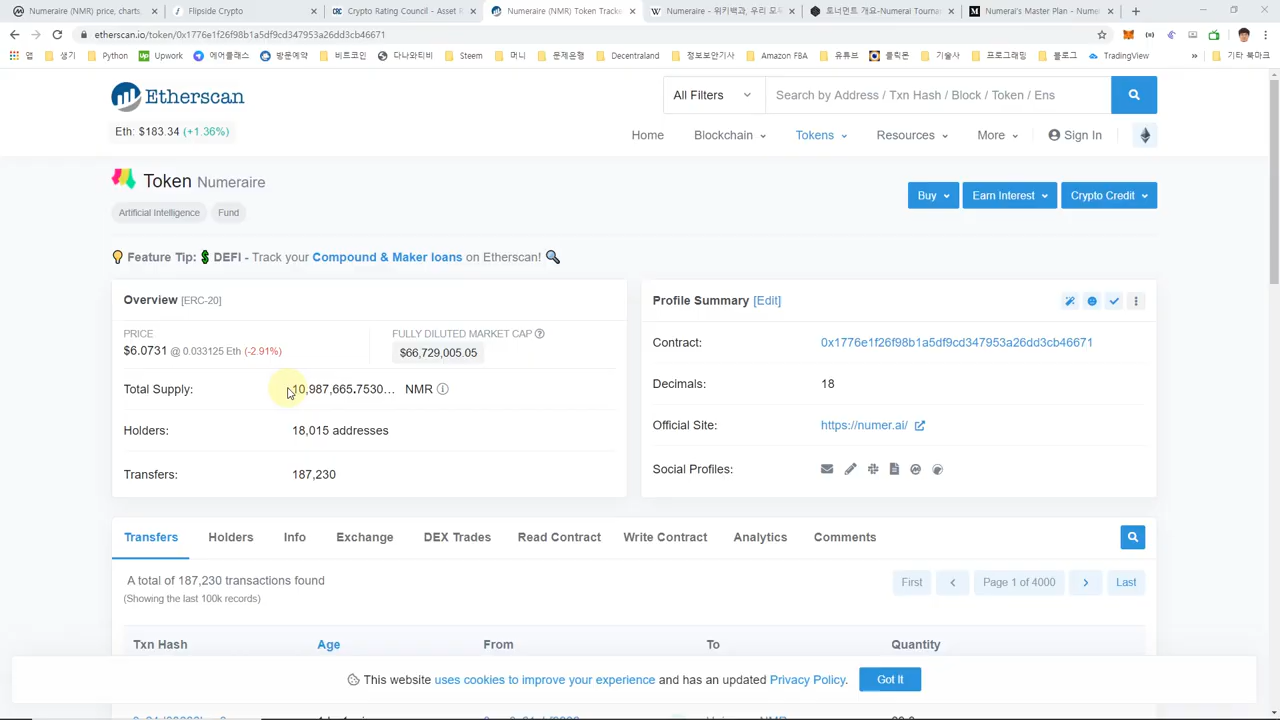 Numeraire (NMR) price, charts,
Flipside Crypto
Crypto Rating Council - Asset R
Numeraire (NMR) Token Tracke
Numeraire - 위키백과, 우리 모두
토너먼트 개요-Numerai Tournam
Numerai's Master Plan - Numer
etherscan.io/token/0x1776e1f26f98b1a5df9cd347953a26dd3cb46671
앱 생기 Python Upwork 에어클래스 방문예약 비트코인 다나와티비 Steem 머니 문제은행 Decentraland 정보보안기사 Amazon FBA 유튜브 클릭몬 기술사 프로그래밍 블로그 TradingView » 기타 북마크
Etherscan
All Filters
Search by Address / Txn Hash / Block / Token / Ens
Eth: $183.34 (+1.36%)
Home Blockchain Tokens Resources More Sign In
Token Numeraire
Artificial Intelligence Fund
Buy Earn Interest Crypto Credit
Feature Tip: DEFI - Track your Compound & Maker loans on Etherscan!
Overview [ERC-20]
PRICE
FULLY DILUTED MARKET CAP
$6.0731 @ 0.033125 Eth (-2.91%)
$66,729,005.05
Total Supply: 10,987,665.7530... NMR
Holders: 18,015 addresses
Transfers: 187,230
Profile Summary [Edit]
Contract: 0x1776e1f26f98b1a5df9cd347953a26dd3cb46671
Decimals: 18
Official Site: https://numer.ai/
Social Profiles:
Transfers Holders Info Exchange DEX Trades Read Contract Write Contract Analytics Comments
A total of 187,230 transactions found
(Showing the last 100k records)
First Page 1 of 4000 Last
Txn Hash Age From To Quantity
This website uses cookies to improve your experience and has an updated Privacy Policy.
Got It